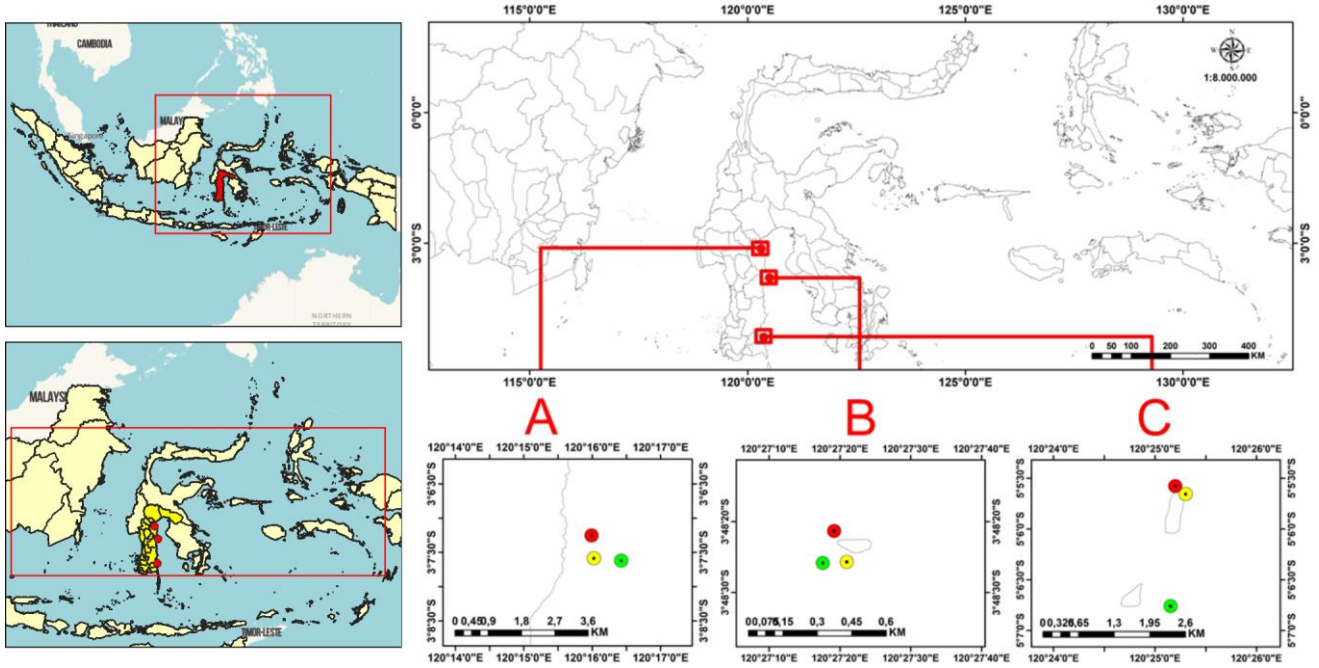 THAILAND
CAMBODIA
MALAYS
Singapore
TIMOR-LESTE
NORTHERN
TERRITORY
MALAYSI
TIMOR-LESTE
115°0'0"E 120°0'0"E 125°0'0"E 130°0'0"E
N
W E
S
1:8.000.000
0°0'0" 0°0'0"
3°0'0"S 3°0'0"S
0 50 100 200 300 400
KM
115°0'0"E 120°0'0"E 125°0'0"E 130°0'0"E
A B C
120°14'0"E 120°15'0"E 120°16'0"E 120°17'0"E
3°6'30"S 3°6'30"S
3°7'30"S 3°7'30"S
3°8'30"S 3°8'30"S
0 0,45 0,9 1,8 2,7 3,6
KM
120°14'0"E 120°15'0"E 120°16'0"E 120°17'0"E
120°27'10"E 120°27'20"E 120°27'30"E 120°27'40"E
3°48'20"S 3°48'20"S
3°48'30"S 3°48'30"S
0 0,075 0,15 0,3 0,45 0,6
KM
120°27'10"E 120°27'20"E 120°27'30"E 120°27'40"E
120°24'0"E 120°25'0"E 120°26'0"E
5°5'30"S 5°5'30"S
5°6'0"S 5°6'0"S
5°6'30"S 5°6'30"S
5°7'0"S 5°7'0"S
0 0,325 0,65 1,3 1,95 2,6
KM
120°24'0"E 120°25'0"E 120°26'0"E